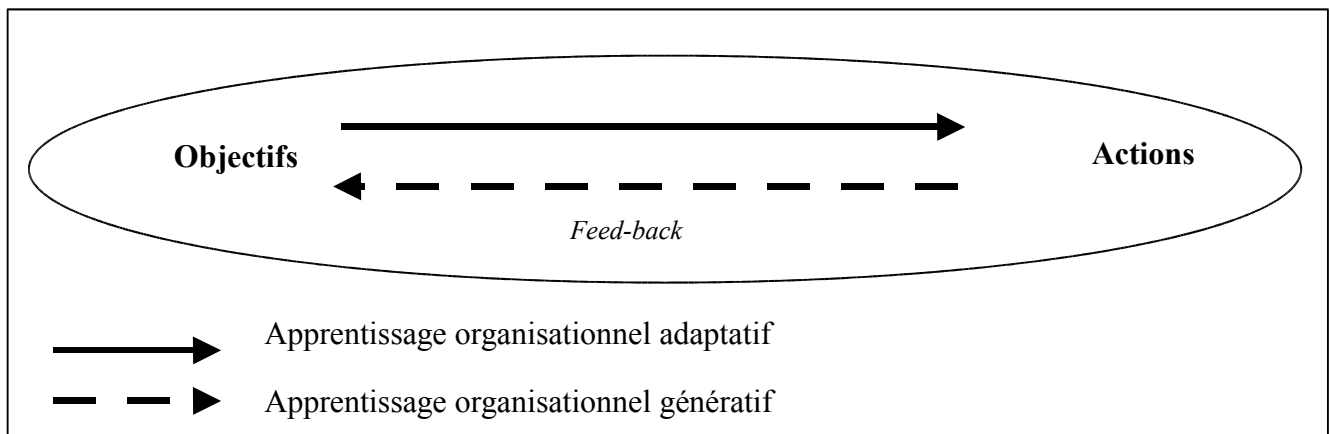 Objectifs
Actions
Feed-back
Apprentissage organisationnel adaptatif
Apprentissage organisationnel génératif